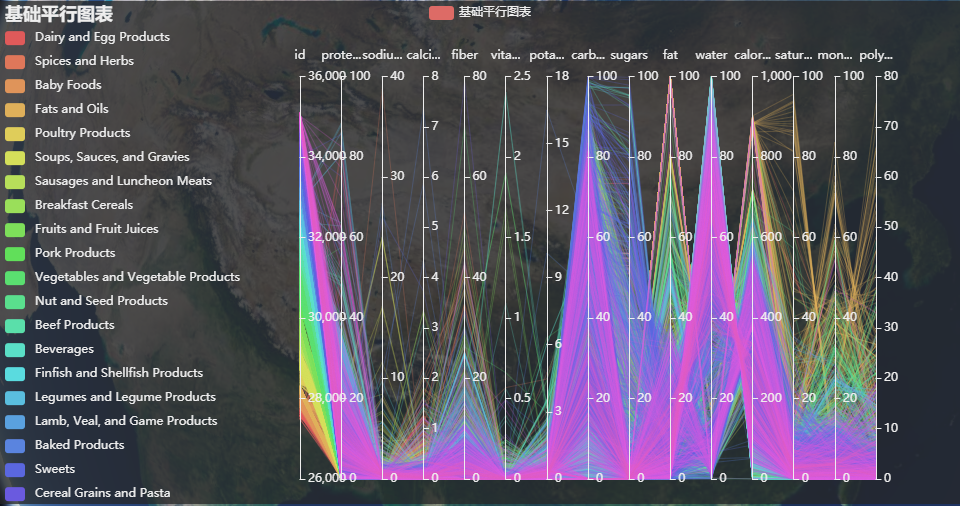 基础平行图表
基础平行图表
Dairy and Egg Products
Spices and Herbs
Baby Foods
Fats and Oils
Poultry Products
Soups, Sauces, and Gravies
Sausages and Luncheon Meats
Breakfast Cereals
Fruits and Fruit Juices
Pork Products
Vegetables and Vegetable Products
Nut and Seed Products
Beef Products
Beverages
Finfish and Shellfish Products
Legumes and Legume Products
Lamb, Veal, and Game Products
Baked Products
Sweets
Cereal Grains and Pasta
id prote... sodiu... calci... fiber vita... pota... carb... sugars fat water calor... satur... mon... poly...
36,000 100 40 8 80 2.5 18 100 100 100 100 1,000 100 100 80
7 70
34,000 80 30 6 60 2 15 80 80 80 80 800 80 80 60
32,000 60 20 5 40 1.5 12 60 60 60 60 600 60 60 50
4 9 40
30,000 40 10 3 20 1 6 40 40 40 40 400 40 40 30
2 20
28,000 20 1 0.5 3 20 20 20 20 200 20 20 10
26,000 0 0 0 0 0 0 0 0 0 0 0 0 0 0